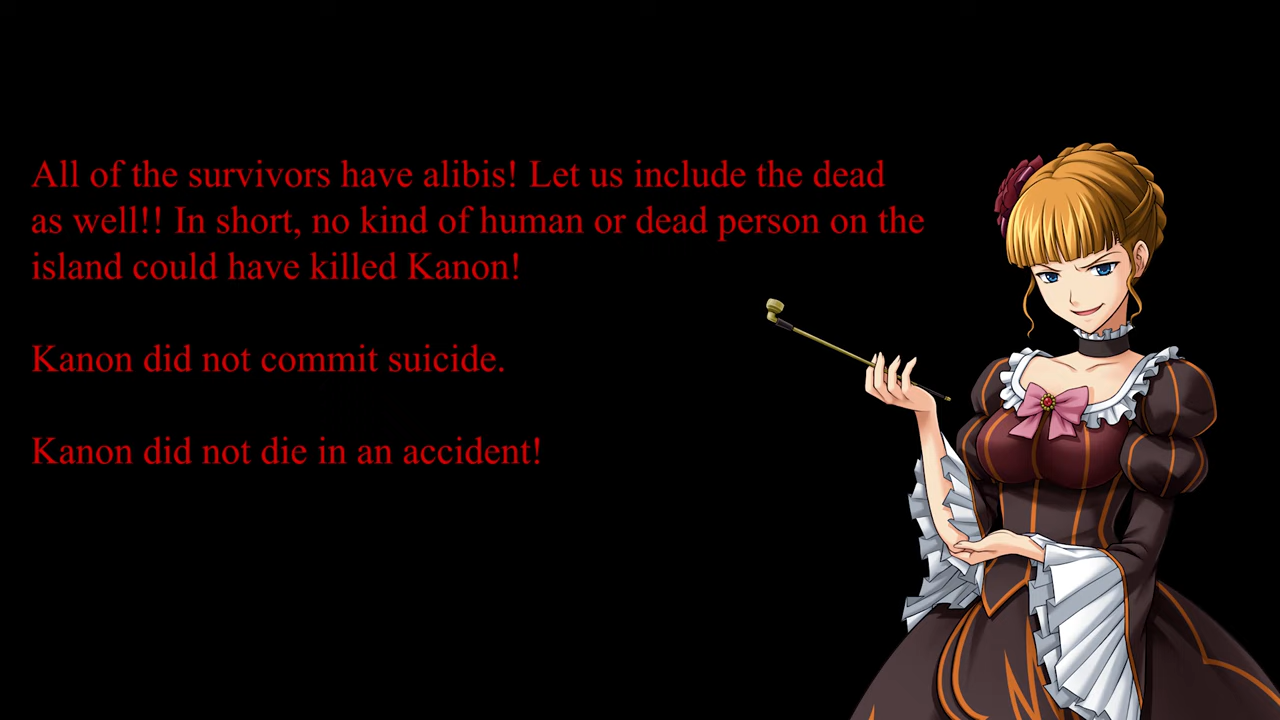 All of the survivors have alibis! Let us include the dead
as well!! In short, no kind of human or dead person on the
island could have killed Kanon!
Kanon did not commit suicide.
Kanon did not die in an accident!